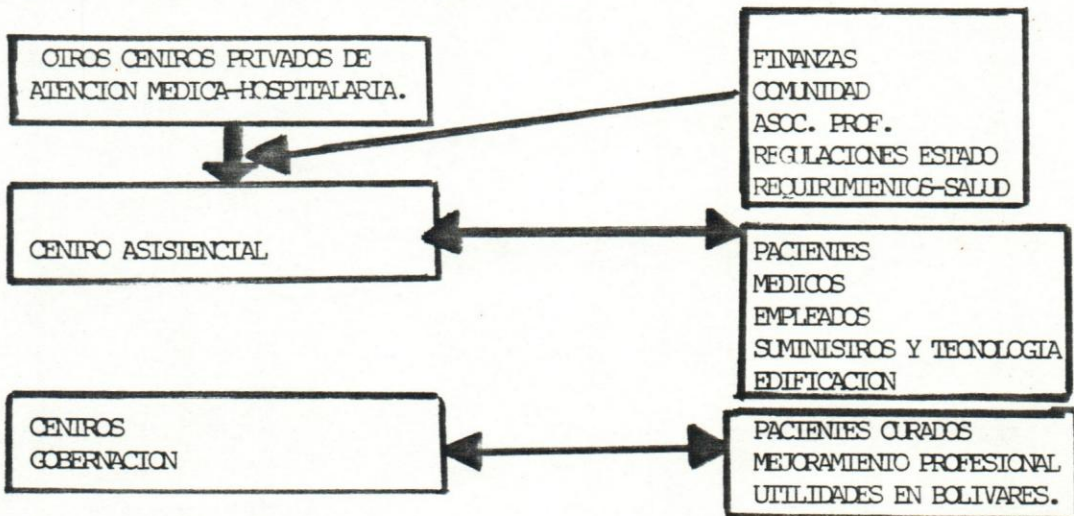 OTROS CENTROS PRIVADOS DE
ATENCION MEDICA-HOSPITALARIA.
FINANZAS
COMUNIDAD
ASOC. PROF.
REGULACIONES ESTADO
REQUIRIMIENTOS-SALUD
CENTRO ASISTENCIAL
PACIENTES
MEDICOS
EMPLEADOS
SUMINISTROS Y TECNOLOGIA
EDIFICACION
CENTROS
GOBERNACION
PACIENTES CURADOS
MEJORAMIENTO PROFESIONAL
UTILIDADES EN BOLIVARES.